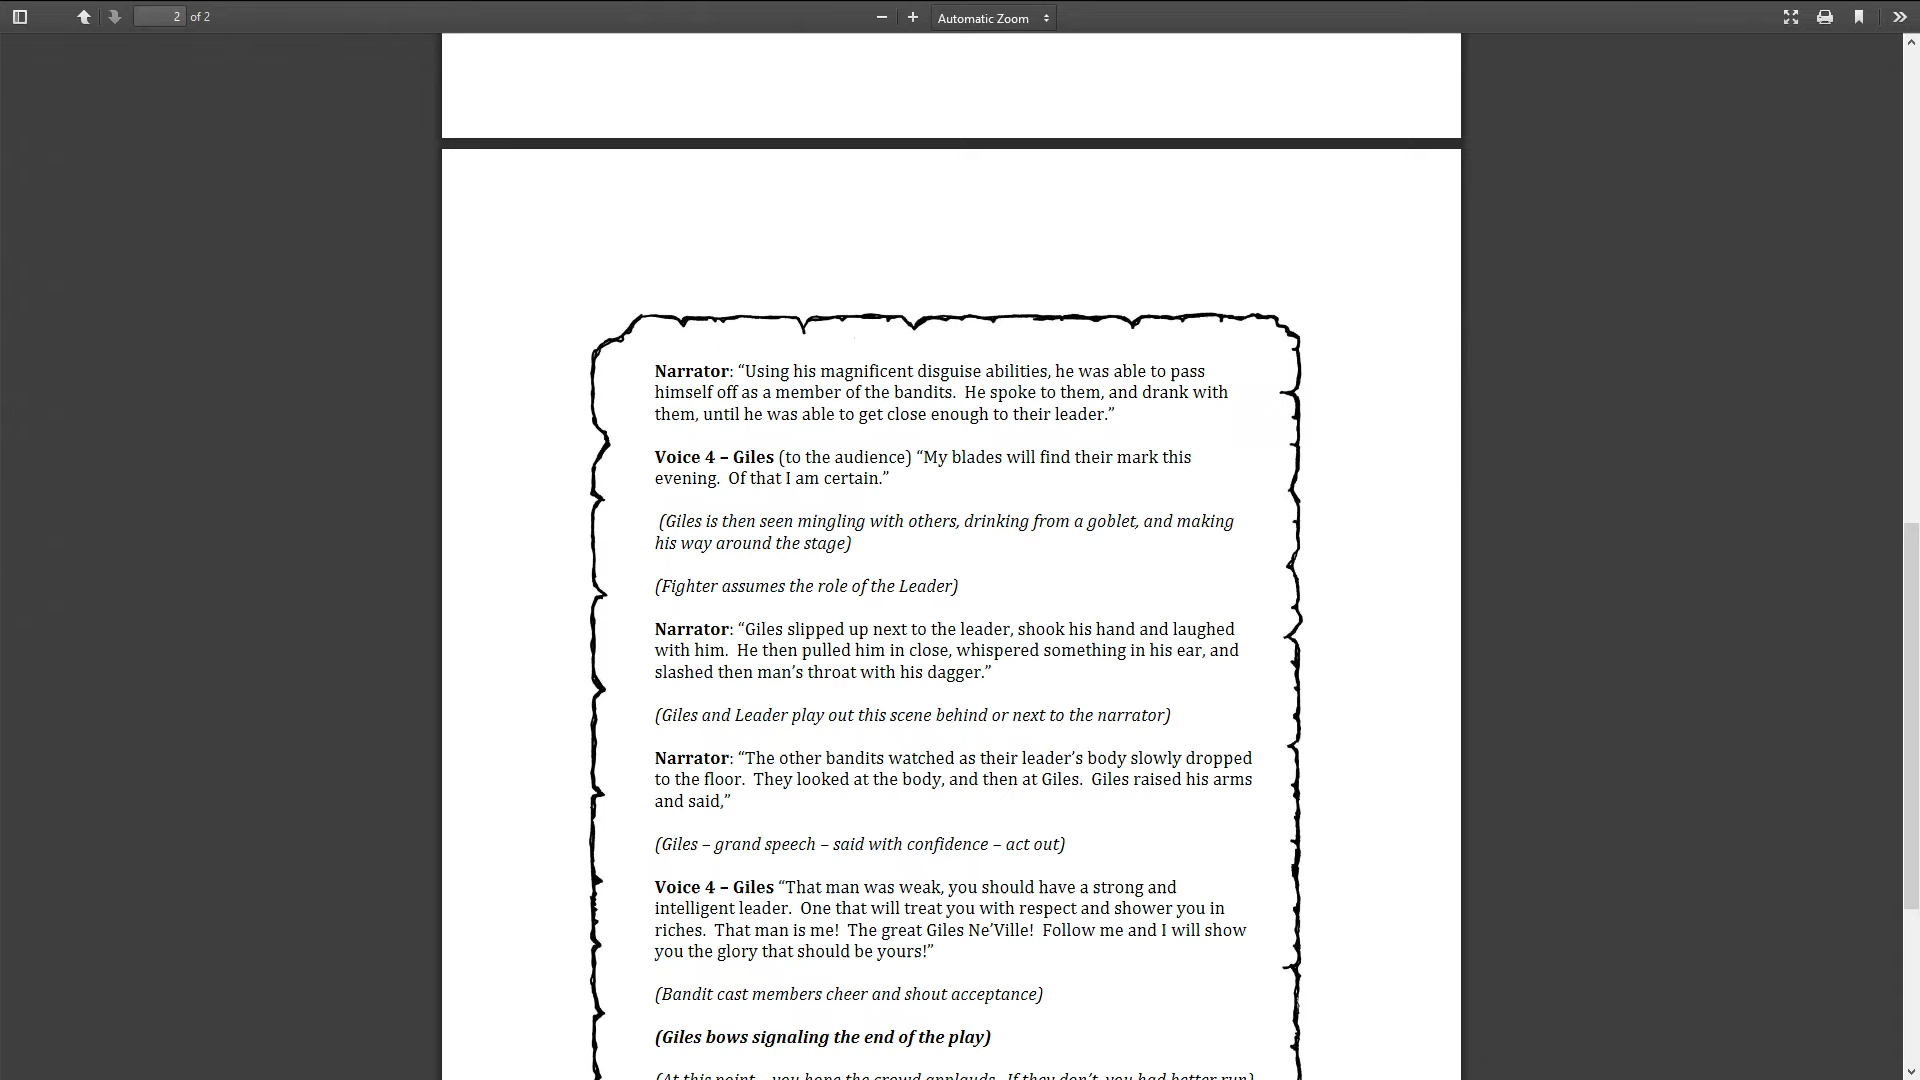 2 of 2
Automatic Zoom
Narrator: “Using his magnificent disguise abilities, he was able to pass
himself off as a member of the bandits.  He spoke to them, and drank with
them, until he was able to get close enough to their leader.”
Voice 4 – Giles (to the audience) “My blades will find their mark this
evening.  Of that I am certain.”
(Giles is then seen mingling with others, drinking from a goblet, and making
his way around the stage)
(Fighter assumes the role of the Leader)
Narrator: “Giles slipped up next to the leader, shook his hand and laughed
with him.  He then pulled him in close, whispered something in his ear, and
slashed then man’s throat with his dagger.”
(Giles and Leader play out this scene behind or next to the narrator)
Narrator: “The other bandits watched as their leader’s body slowly dropped
to the floor.  They looked at the body, and then at Giles.  Giles raised his arms
and said,”
(Giles – grand speech – said with confidence – act out)
Voice 4 – Giles “That man was weak, you should have a strong and
intelligent leader.  One that will treat you with respect and shower you in
riches.  That man is me!  The great Giles Ne’Ville!  Follow me and I will show
you the glory that should be yours!”
(Bandit cast members cheer and shout acceptance)
(Giles bows signaling the end of the play)
(At this point – you hope the crowd applauds. If they don’t, you had better run)